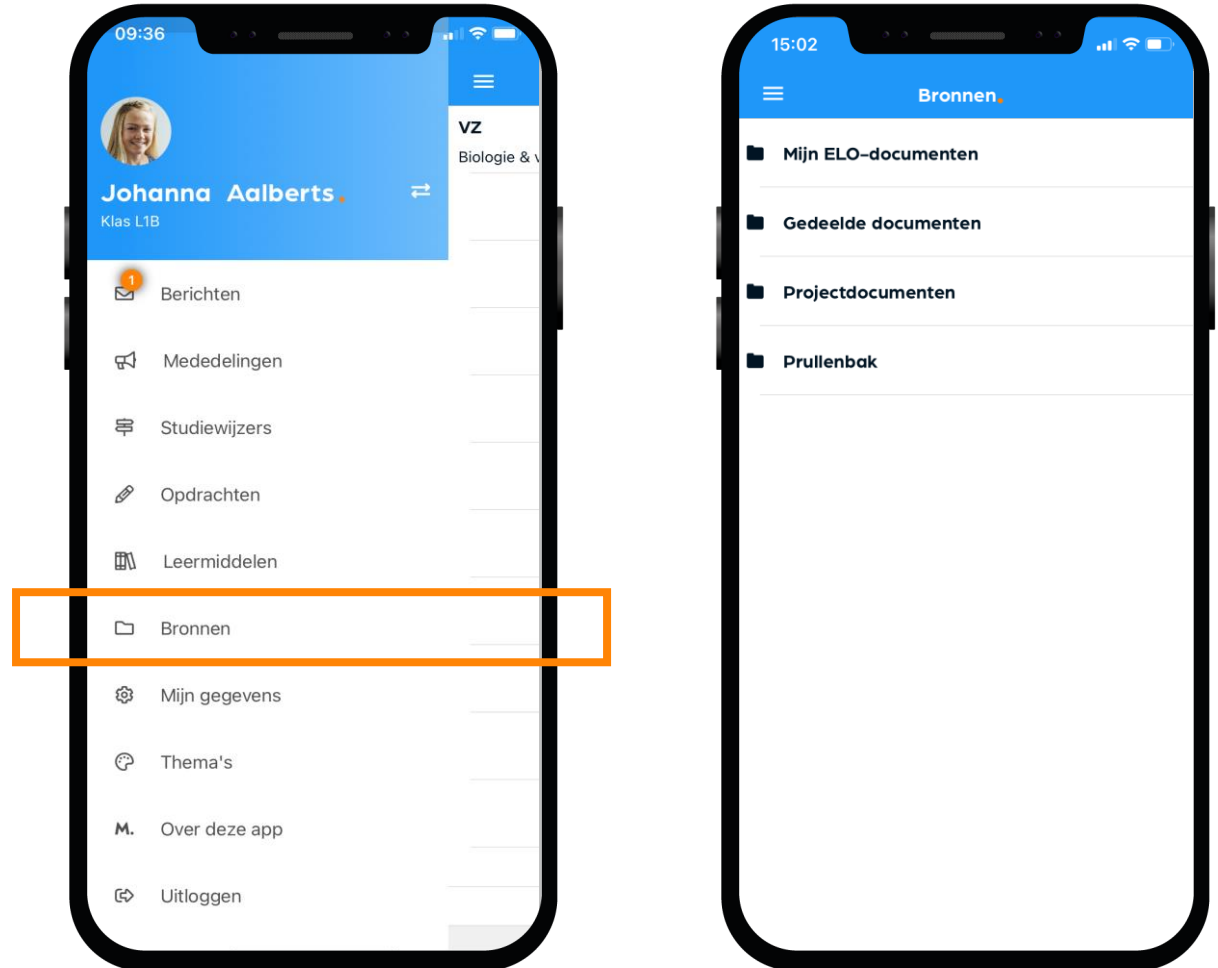 09:36
VZ
Biologie &
Johanna Aalberts.
Klas L1B
1
Berichten
Mededelingen
Studiewijzers
Opdrachten
Leermiddelen
Bronnen
Mijn gegevens
Thema's
M. Over deze app
Uitloggen
15:02
Bronnen.
Mijn ELO-documenten
Gedeelde documenten
Projectdocumenten
Prullenbak